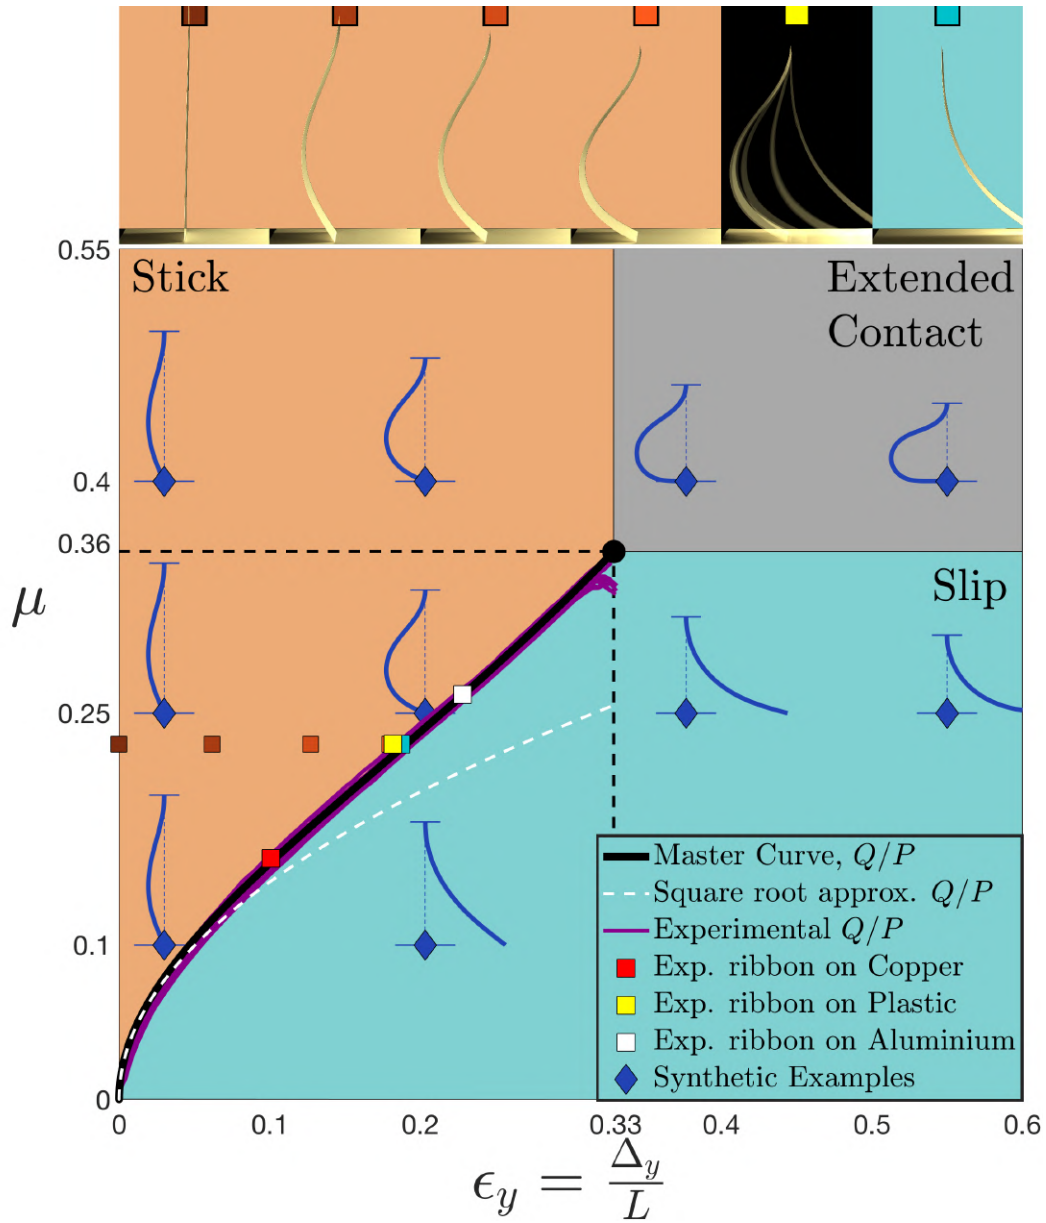 0.55
Stick
Extended
Contact
0.4
0.36
μ
Slip
0.25
0.1
0
Master Curve, Q/P
Square root approx. Q/P
Experimental Q/P
Exp. ribbon on Copper
Exp. ribbon on Plastic
Exp. ribbon on Aluminium
Synthetic Examples
0 0.1 0.2 0.33 0.4 0.5 0.6
ϵ_y = Δ_y / L